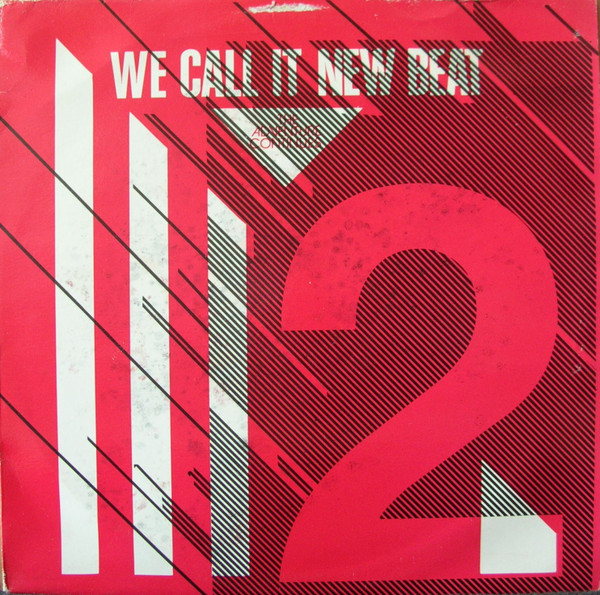 WE CALL IT NEW BEAT
THE
ADVENTURE
CONTINUES
2